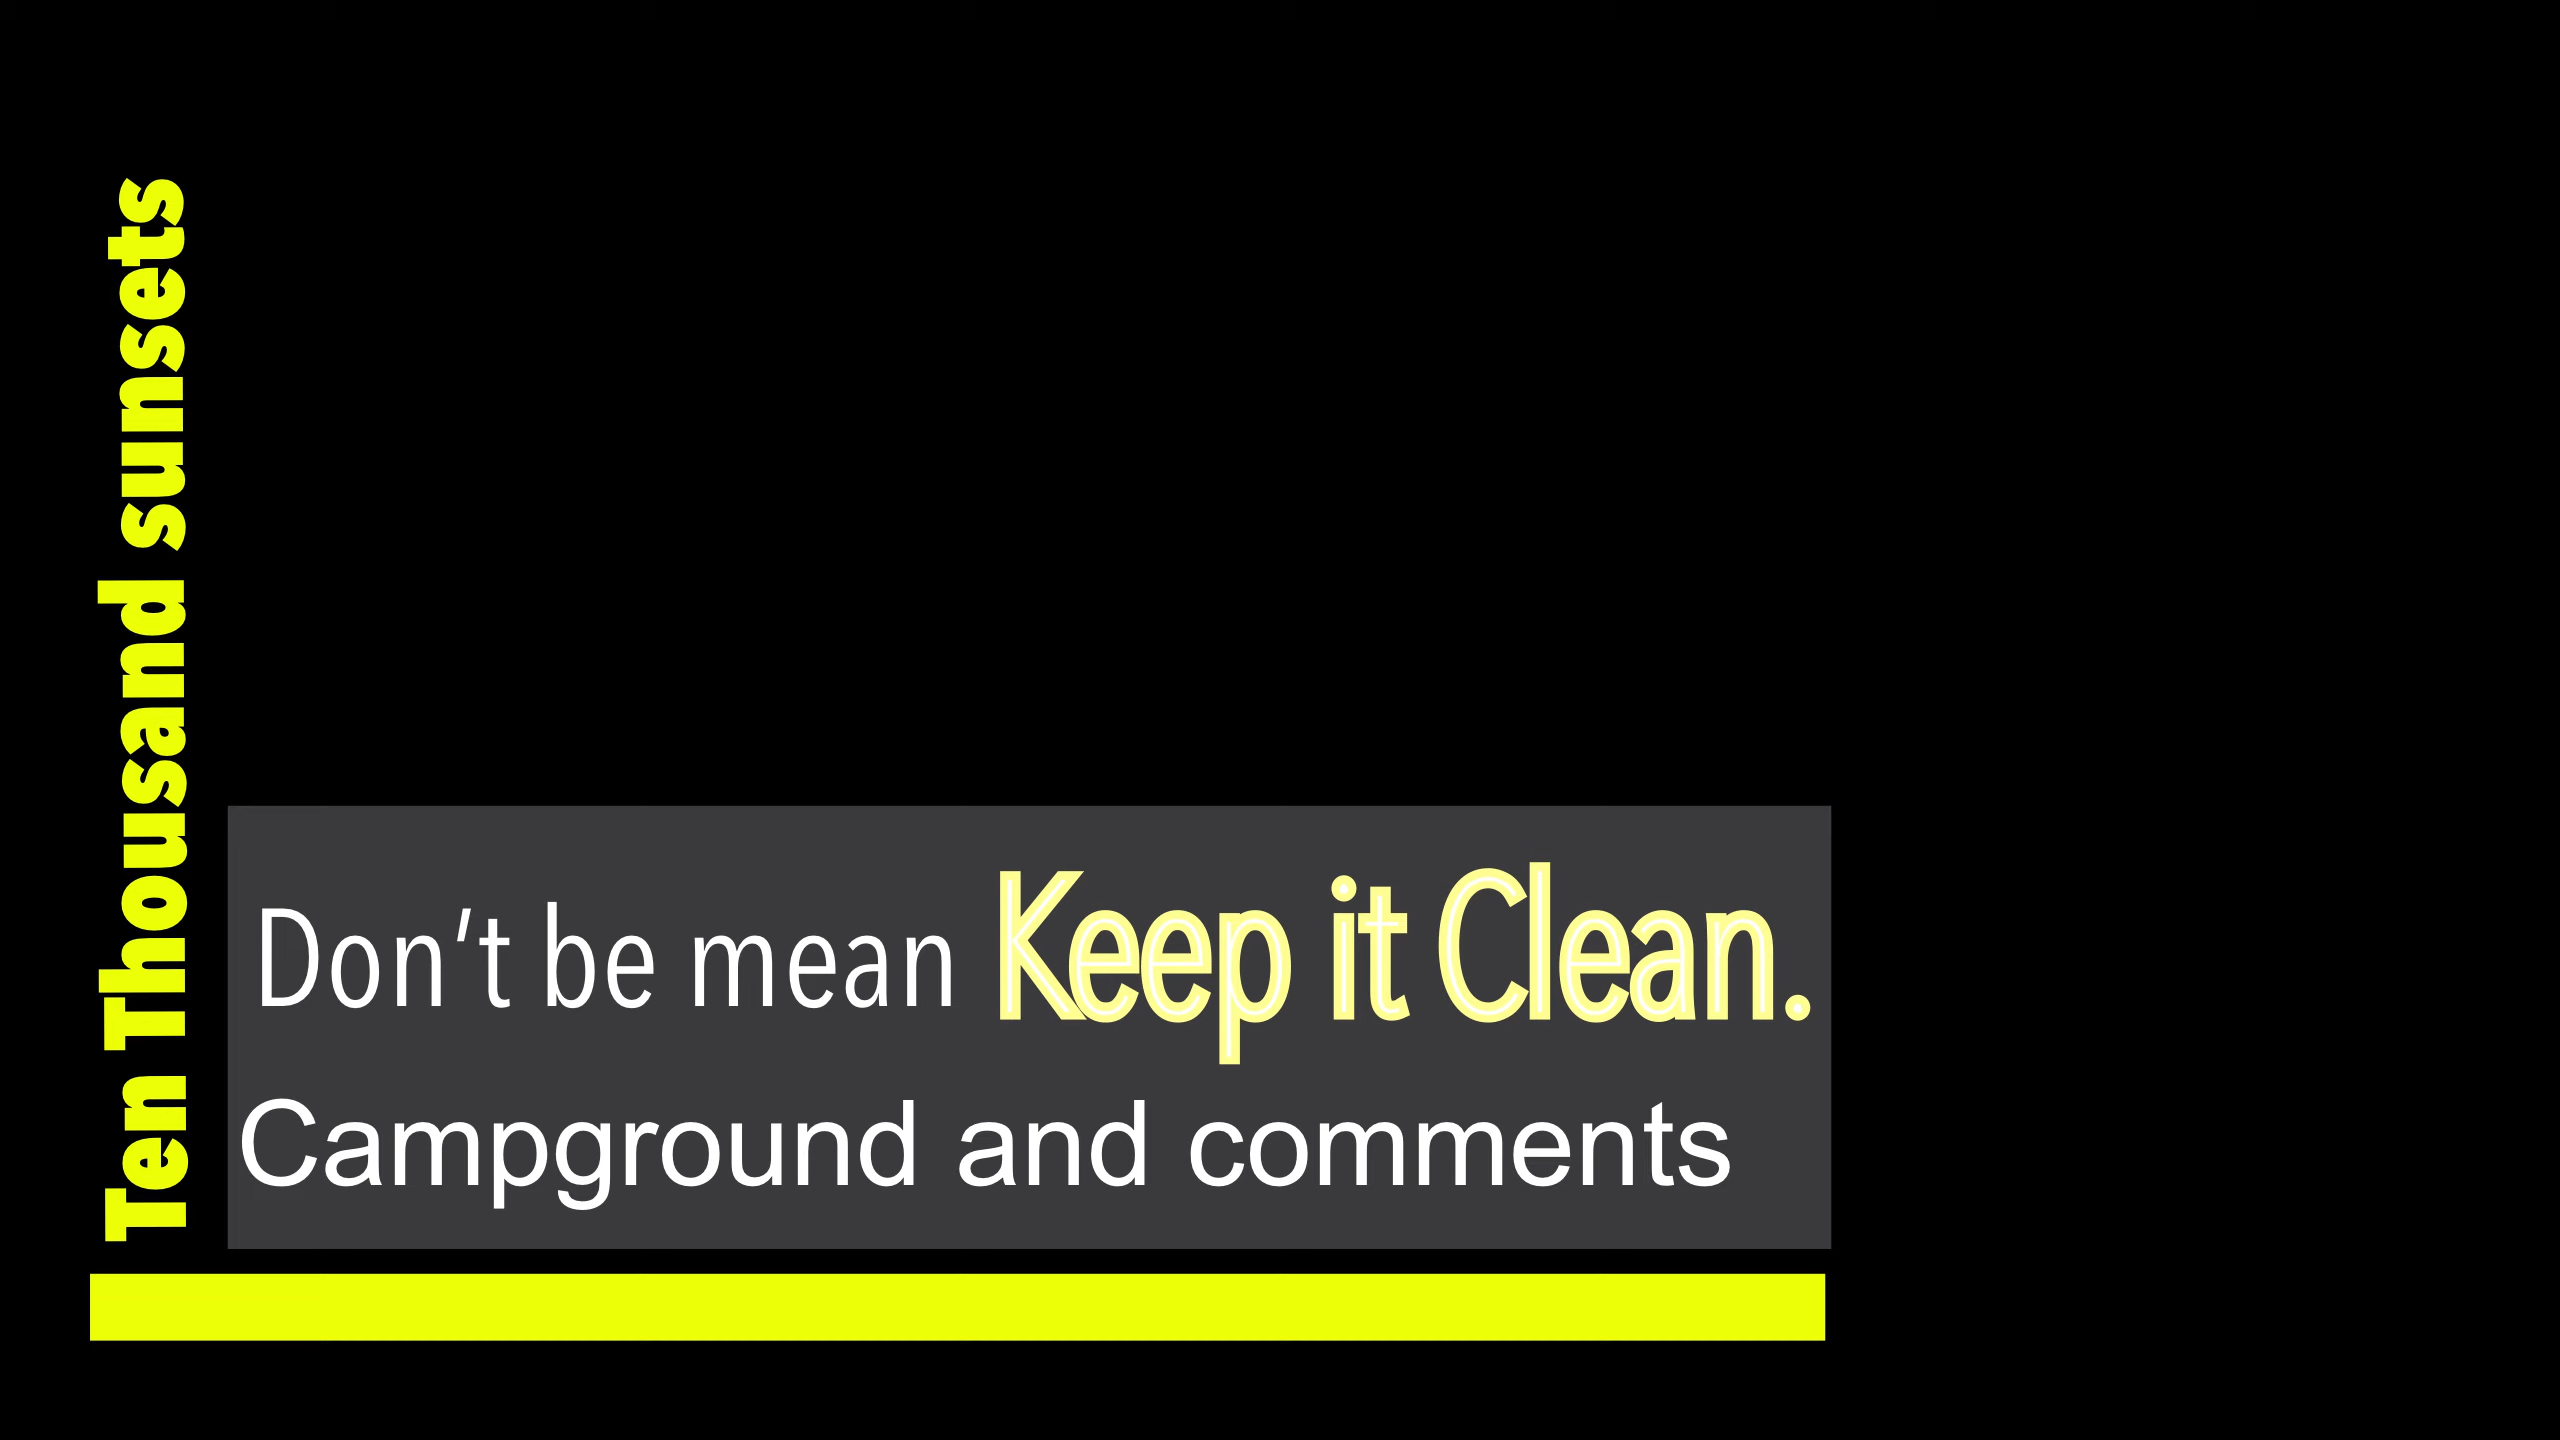 Ten Thousand sunsets
Don't be mean Keep it Clean.
Campground and comments